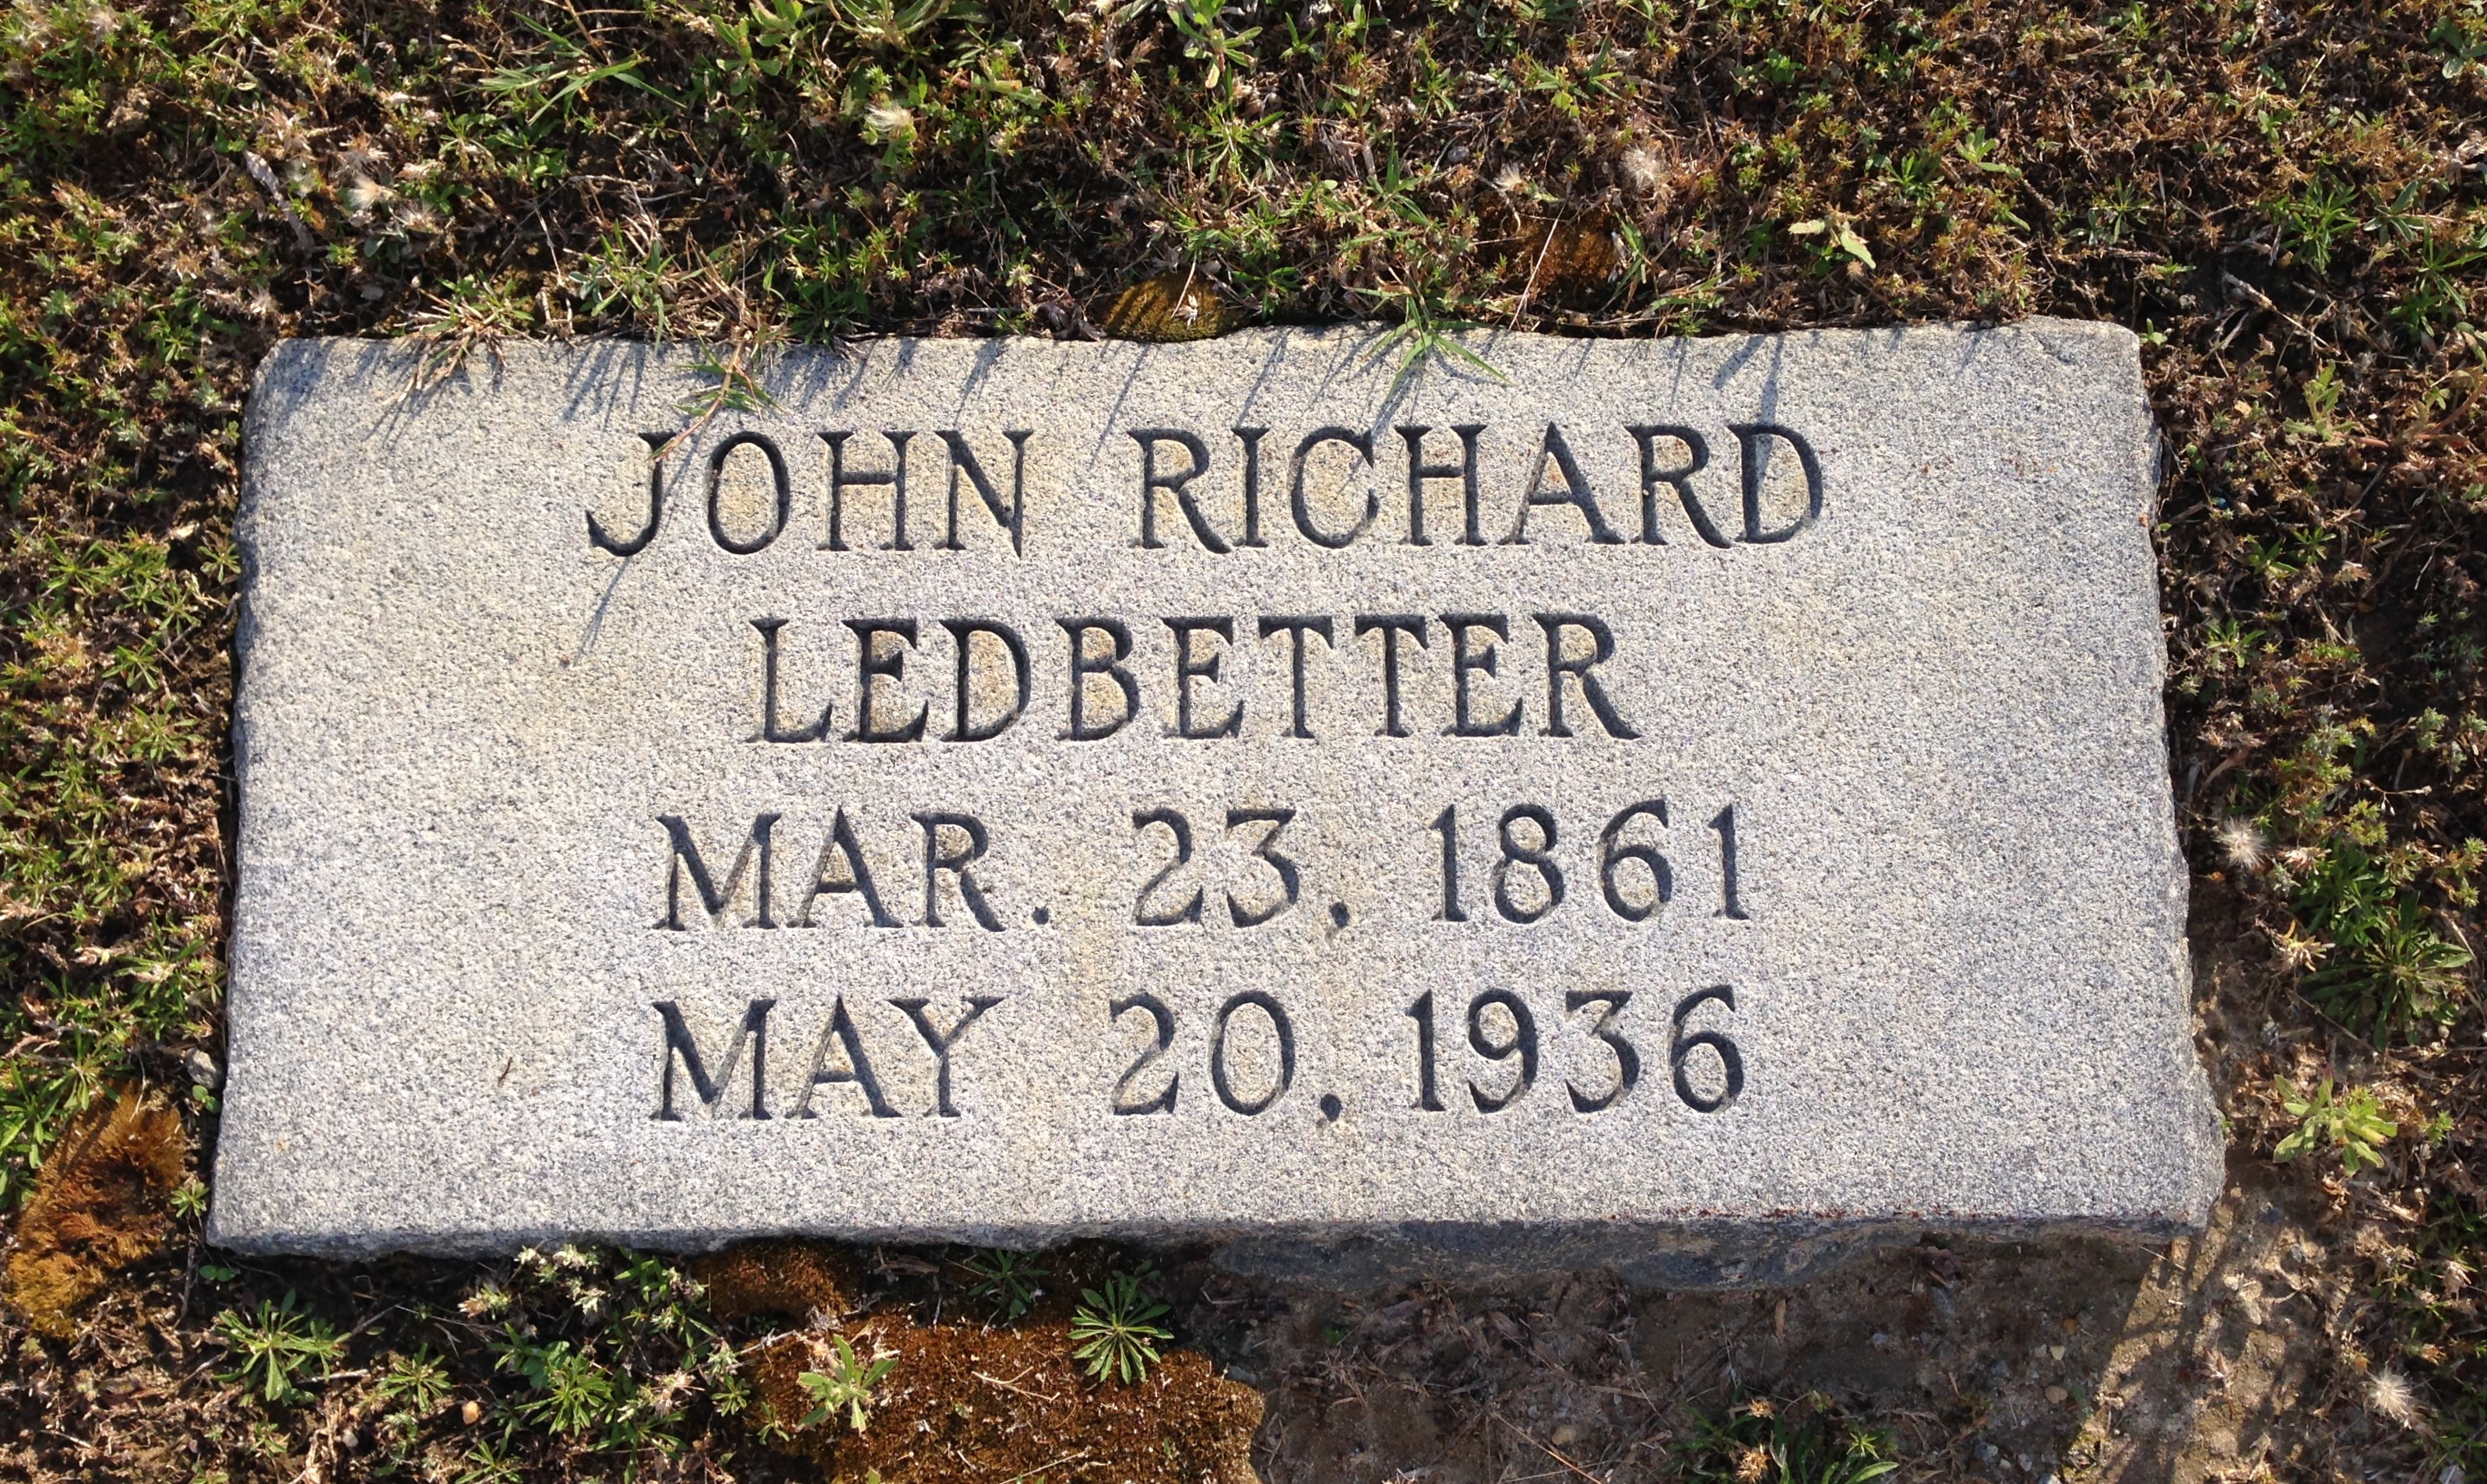 JOHN RICHARD
LEDBETTER
MAR. 23, 1861
MAY 20, 1936